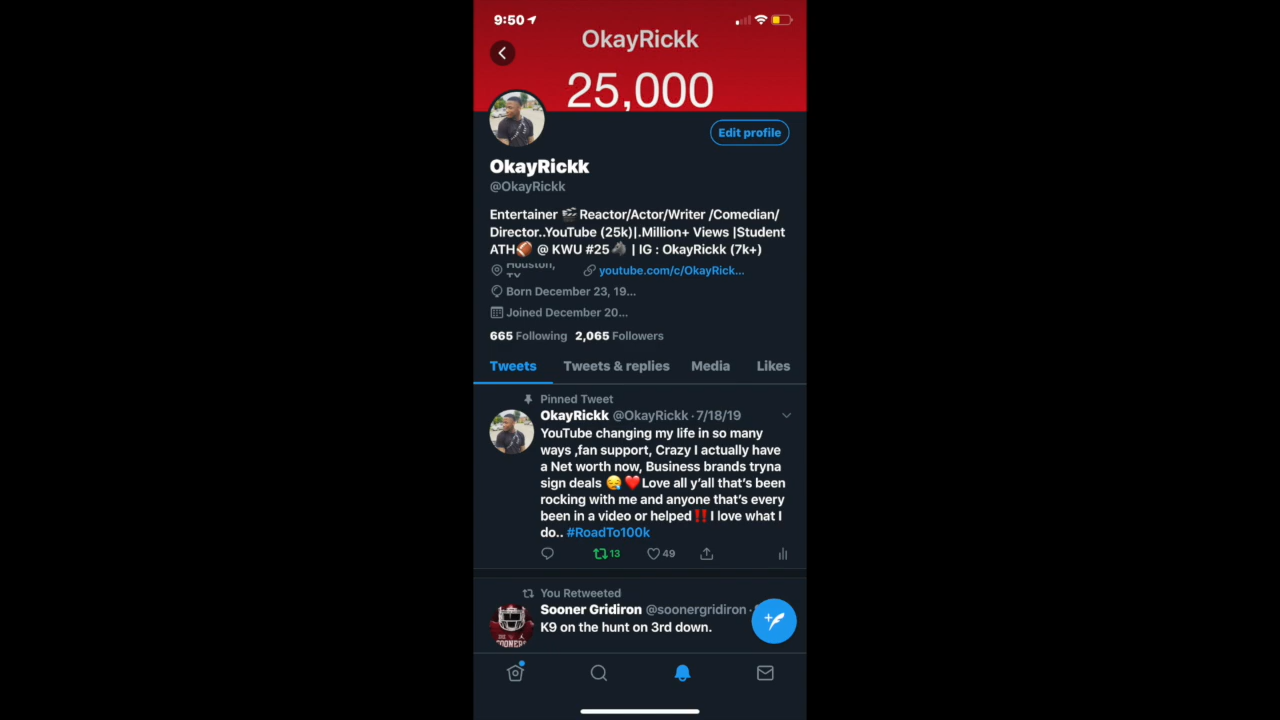 9:50
OkayRickk
25,000
Edit profile
OkayRickk
@OkayRickk
Entertainer 🎬 Reactor/Actor/Writer /Comedian/
Director..YouTube (25k)|.Million+ Views |Student
ATH🏈 @ KWU #25🐴 | IG : OkayRickk (7k+)
Houston, TX youtube.com/c/OkayRick...
Born December 23, 19...
Joined December 20...
665 Following 2,065 Followers
Tweets Tweets & replies Media Likes
Pinned Tweet
OkayRickk @OkayRickk · 7/18/19
YouTube changing my life in so many
ways ,fan support, Crazy I actually have
a Net worth now, Business brands tryna
sign deals 😪❤️Love all y’all that’s been
rocking with me and anyone that’s every
been in a video or helped‼️I love what I
do.. #RoadTo100k
13 49
You Retweeted
Sooner Gridiron @soonergridiron ·
K9 on the hunt on 3rd down.
SOONERS